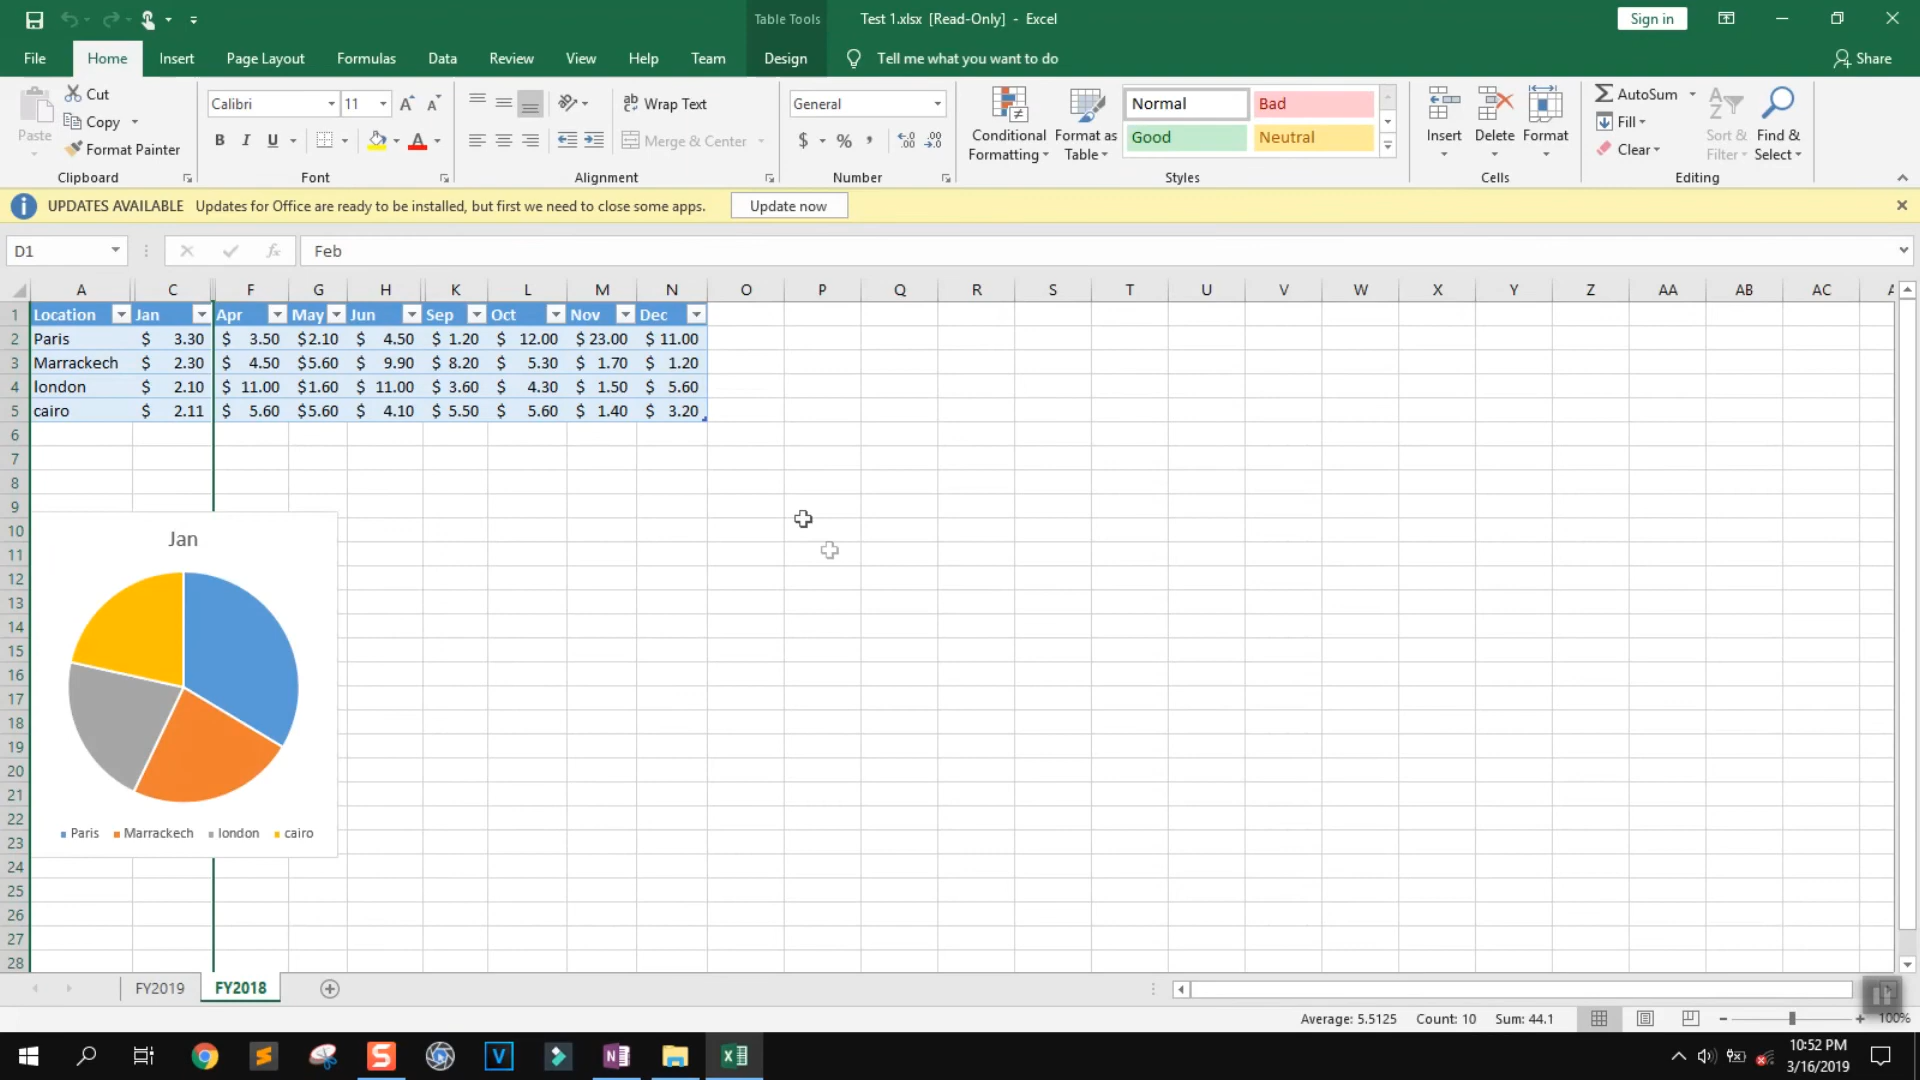 Table Tools
Test 1.xlsx [Read-Only] - Excel
Sign in
File Home Insert Page Layout Formulas Data Review View Help Team Design Tell me what you want to do Share
Paste
Cut
Copy
Format Painter
Clipboard
Calibri 11
B I U A
Font
ab Wrap Text
Merge & Center
Alignment
General
$ % ,
Number
Conditional Formatting
Format as Table
Normal Bad
Good Neutral
Styles
Insert Delete Format
Cells
AutoSum
Fill
Clear
Sort & Filter
Find & Select
Editing
UPDATES AVAILABLE Updates for Office are ready to be installed, but first we need to close some apps. Update now
D1 fx Feb
A C F G H K L M N O P Q R S T U V W X Y Z AA AB AC
1 Location Jan Apr May Jun Sep Oct Nov Dec
2 Paris $ 3.30 $ 3.50 $2.10 $ 4.50 $ 1.20 $ 12.00 $ 23.00 $ 11.00
3 Marrackech $ 2.30 $ 4.50 $5.60 $ 9.90 $ 8.20 $ 5.30 $ 1.70 $ 1.20
4 london $ 2.10 $ 11.00 $1.60 $ 11.00 $ 3.60 $ 4.30 $ 1.50 $ 5.60
5 cairo $ 2.11 $ 5.60 $5.60 $ 4.10 $ 5.50 $ 5.60 $ 1.40 $ 3.20
6
7
8
9
10
11
12
13
14
15
16
17
18
19
20
21
22
23
24
25
26
27
28
Jan
Paris Marrackech london cairo
FY2019 FY2018
Average: 5.5125 Count: 10 Sum: 44.1 100%
10:52 PM
3/16/2019